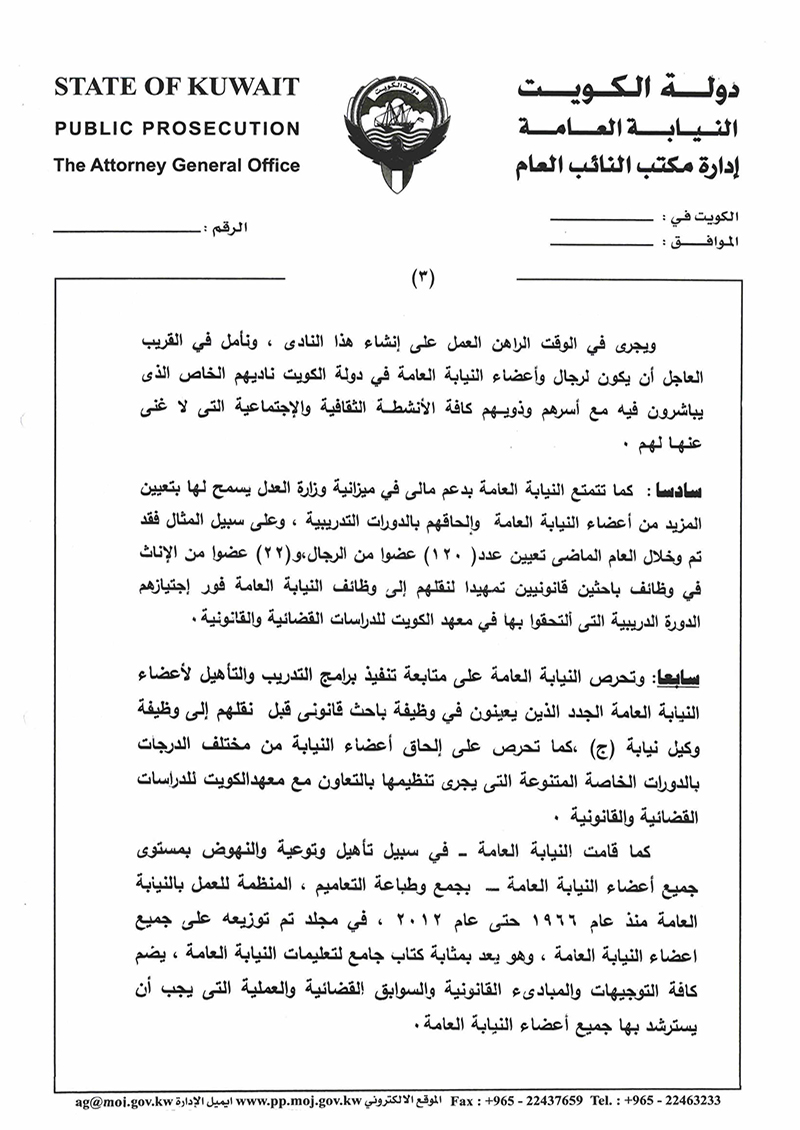 STATE OF KUWAIT
PUBLIC PROSECUTION
The Attorney General Office
دولة الكويت
دولـــة الكـــويـــت
النـيـابــة العـامــة
إدارة مكتب النائب العام
الكويت في : ____________
الموافــق : ____________
الرقم : ____________
(٣)
ويجرى في الوقت الراهن العمل على إنشاء هذا النادى ، ونأمل في القريب
العاجل أن يكون لرجال وأعضاء النيابة العامة في دولة الكويت ناديهم الخاص الذى
يباشرون فيه مع أسرهم وذويهم كافة الأنشطة الثقافية والإجتماعية التى لا غنى
عنها لهم .
سادسا : كما تتمتع النيابة العامة بدعم مالى في ميزانية وزارة العدل يسمح لها بتعيين
المزيد من أعضاء النيابة العامة وإلحاقهم بالدورات التدريبية ، وعلى سبيل المثال فقد
تم وخلال العام الماضى تعيين عدد( ١٢٠) عضوا من الرجال،و(٢٢) عضوا من الإناث
في وظائف باحثين قانونيين تمهيدا لنقلهم إلى وظائف النيابة العامة فور إجتيازهم
الدورة الدريبية التى ألتحقوا بها في معهد الكويت للدراسات القضائية والقانونية.
سابعا: وتحرص النيابة العامة على متابعة تنفيذ برامج التدريب والتأهيل لأعضاء
النيابة العامة الجدد الذين يعينون في وظيفة باحث قانونى قبل نقلهم إلى وظيفة
وكيل نيابة (ج) ،كما تحرص على إلحاق أعضاء النيابة من مختلف الدرجات
بالدورات الخاصة المتنوعة التى يجرى تنظيمها بالتعاون مع معهدالكويت للدراسات
القضائية والقانونية .
كما قامت النيابة العامة ـ في سبيل تأهيل وتوعية والنهوض بمستوى
جميع أعضاء النيابة العامة ــ بجمع وطباعة التعاميم ، المنظمة للعمل بالنيابة
العامة منذ عام ١٩٦٦ حتى عام ٢٠١٢ ، في مجلد تم توزيعه على جميع
اعضاء النيابة العامة ، وهو يعد بمثابة كتاب جامع لتعليمات النيابة العامة ، يضم
كافة التوجيهات والمبادىء القانونية والسوابق القضائية والعملية التى يجب أن
يسترشد بها جميع أعضاء النيابة العامة.
ag@moi.gov.kw ايميل الإدارة www.pp.moj.gov.kw الموقع الالكتروني Fax : +965 - 22437659 Tel. : +965 - 22463233